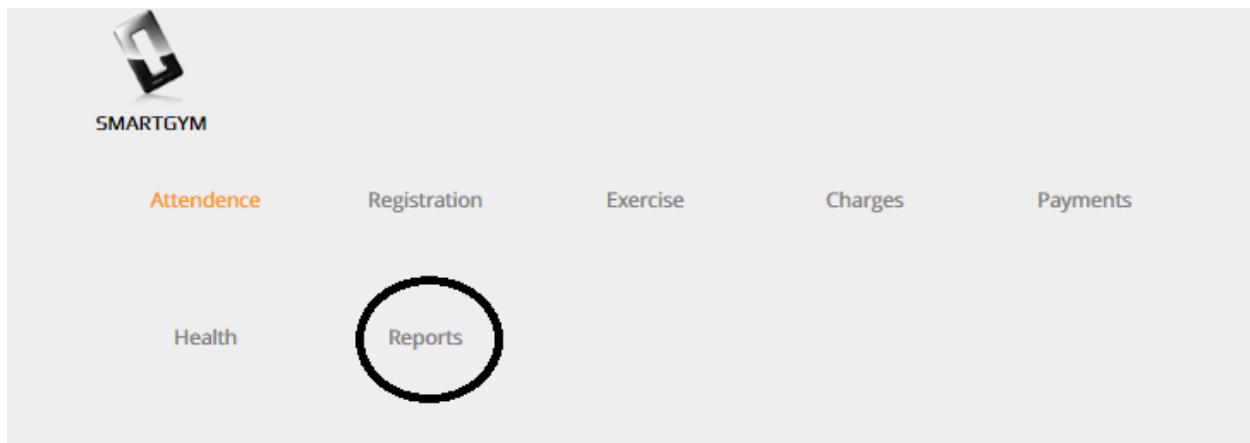 SMARTGYM
Attendence Registration Exercise Charges Payments
Health Reports